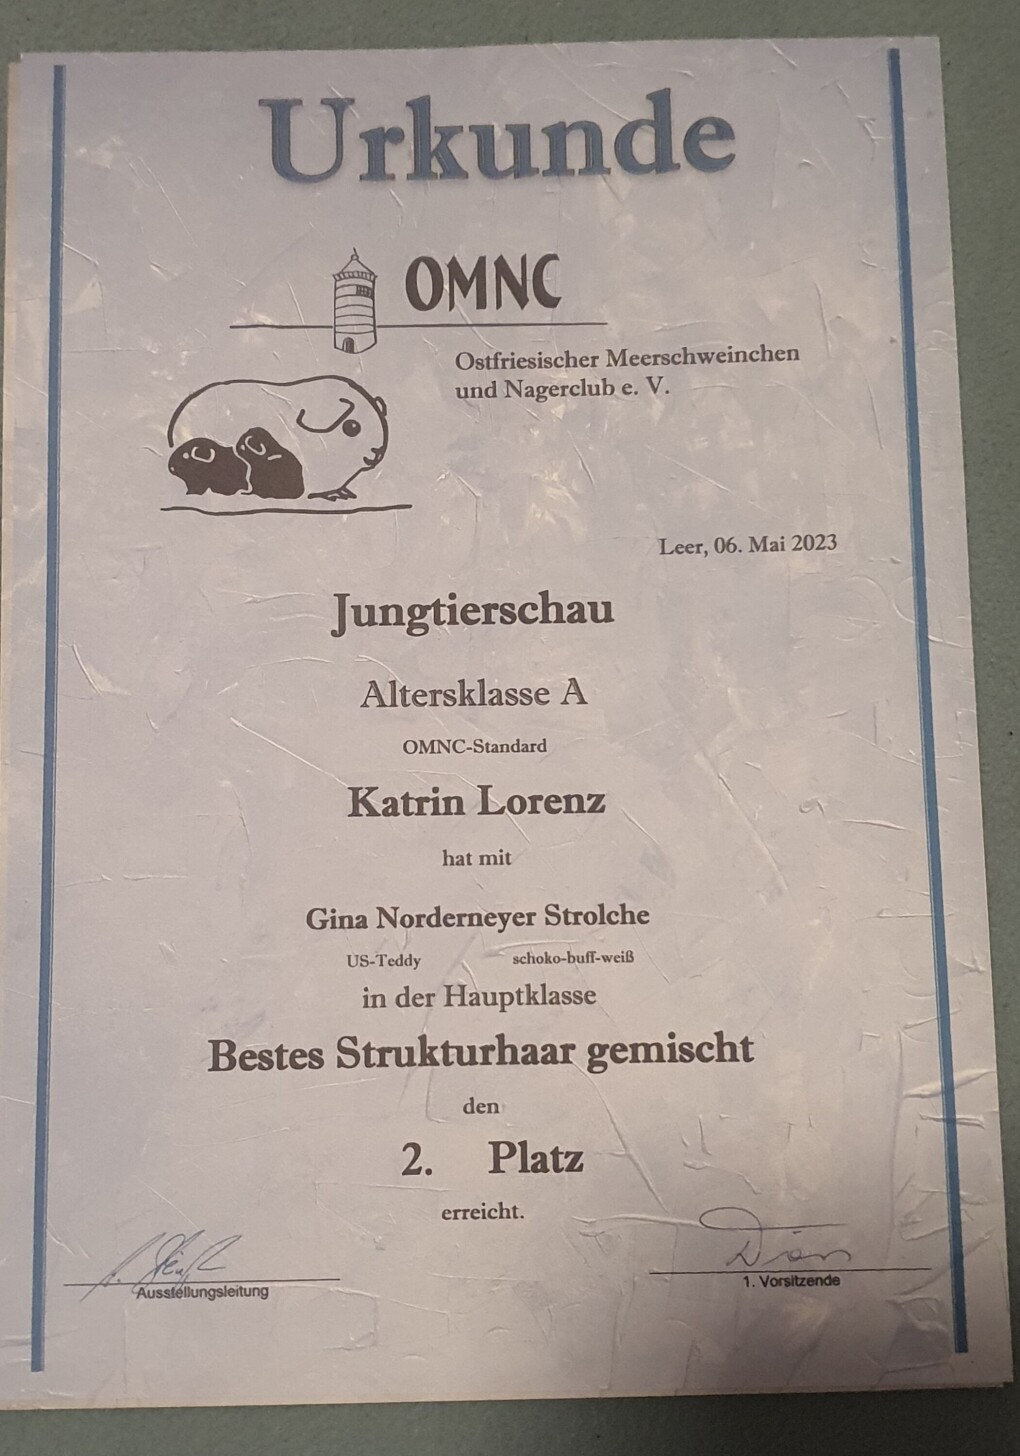 Urkunde
OMNC
Ostfriesischer Meerschweinchen
und Nagerclub e. V.
Leer, 06. Mai 2023
Jungtierschau
Altersklasse A
OMNC-Standard
Katrin Lorenz
hat mit
Gina Norderneyer Strolche
US-Teddy schoko-buff-weiß
in der Hauptklasse
Bestes Strukturhaar gemischt
den
2. Platz
erreicht.
Ausstellungsleitung
1. Vorsitzende